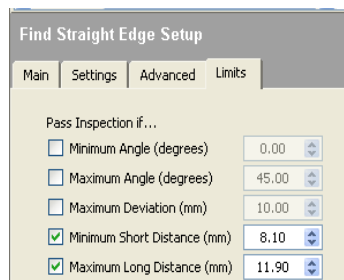 Find Straight Edge Setup
Main Settings Advanced Limits
Pass Inspection if...
Minimum Angle (degrees) 0.00
Maximum Angle (degrees) 45.00
Maximum Deviation (mm) 10.00
Minimum Short Distance (mm) 8.10
Maximum Long Distance (mm) 11.90